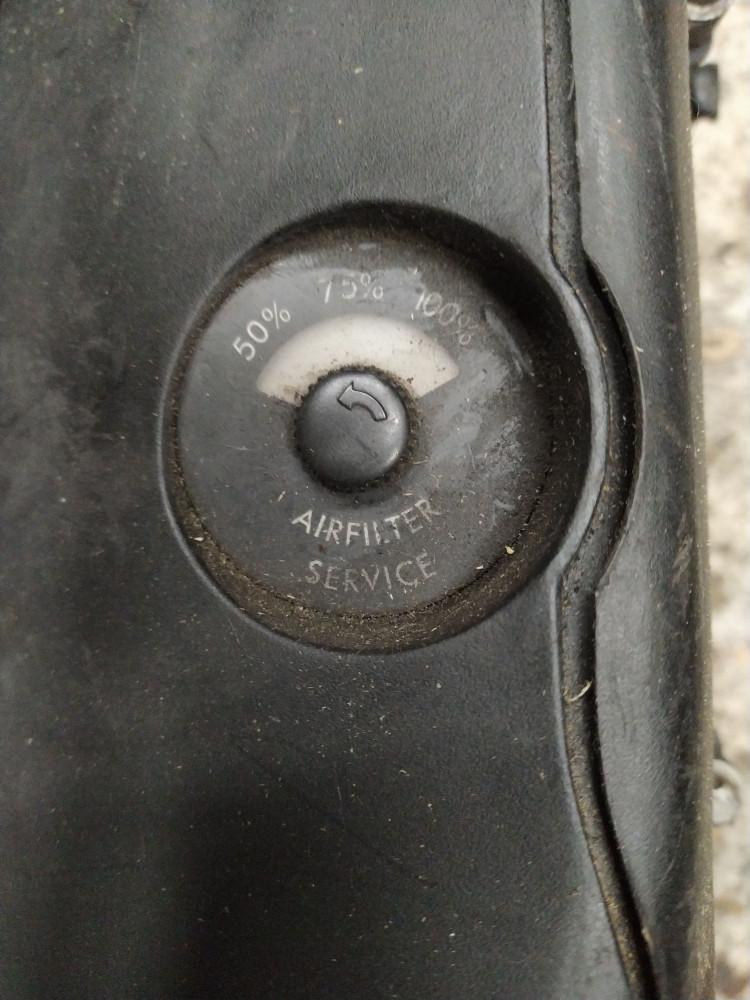 50% 75% 100%
AIRFILTER
SERVICE